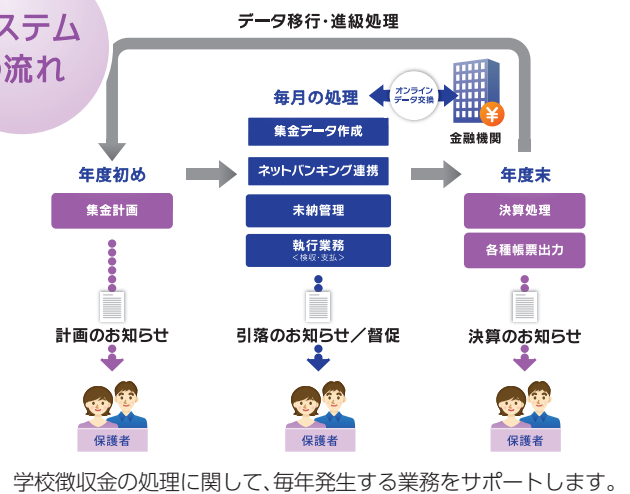 ステム
流れ
データ移行・進級処理
毎月の処理
オンライン
データ交換
¥
金融機関
集金データ作成
年度初め
ネットバンキング連携
年度末
集金計画
未納管理
決算処理
執行業務
<検収・支払>
各種帳票出力
計画のお知らせ
引落のお知らせ/督促
決算のお知らせ
保護者
保護者
保護者
学校徴収金の処理に関して、毎年発生する業務をサポートします。